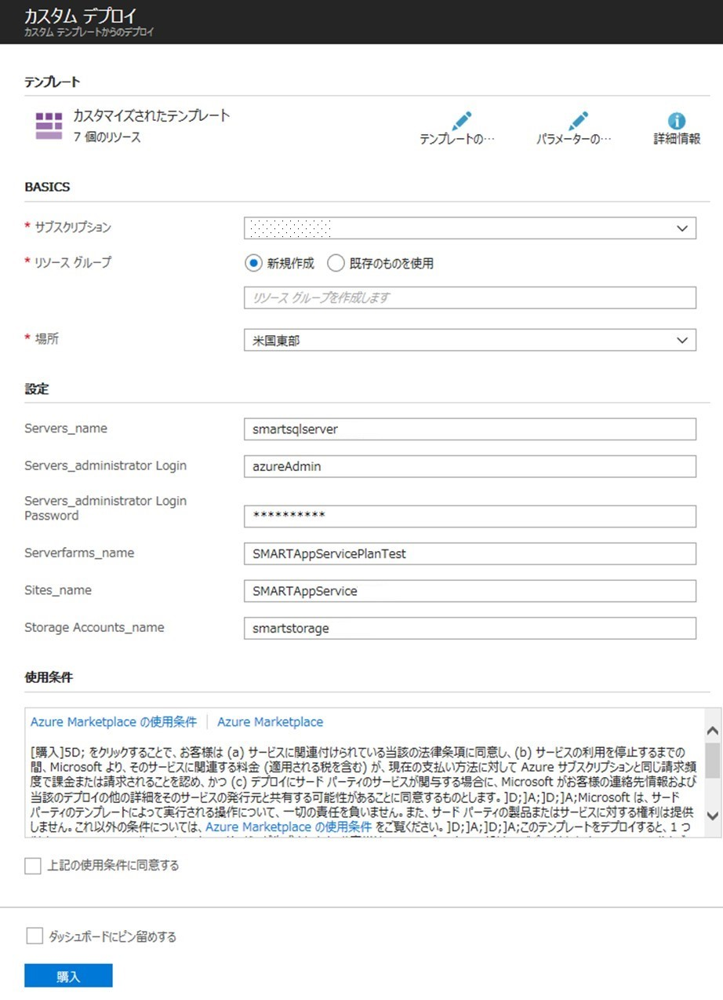 カスタム デプロイ
カスタム テンプレートからのデプロイ
テンプレート
カスタマイズされたテンプレート
7 個のリソース
テンプレートの…
パラメーターの…
詳細情報
BASICS
* サブスクリプション
* リソース グループ
新規作成
既存のものを使用
リソース グループを作成します
* 場所
米国東部
設定
Servers_name
smartsqlserver
Servers_administrator Login
azureAdmin
Servers_administrator Login
Password
**********
Serverfarms_name
SMARTAppServicePlanTest
Sites_name
SMARTAppService
Storage Accounts_name
smartstorage
使用条件
Azure Marketplace の使用条件
Azure Marketplace
[購入]5D; をクリックすることで、お客様は (a) サービスに関連付けられている当該の法律条項に同意し、(b) サービスの利用を停止するまでの
間、Microsoft より、そのサービスに関連する料金 (適用される税を含む) が、現在の支払い方法に対して Azure サブスクリプションと同じ請求頻
度で課金または請求されることを認め、かつ (c) デプロイにサード パーティのサービスが関与する場合に、Microsoft がお客様の連絡先情報および
当該のデプロイの他の詳細をそのサービスの発行元と共有する可能性があることに同意するものとします。]D;]A;]D;]A;Microsoft は、サード
パーティのテンプレートによって実行される操作について、一切の責任を負いません。また、サード パーティの製品またはサービスに対する権利は提供
しません。これ以外の条件については、Azure Marketplace の使用条件 をご覧ください。]D;]A;]D;]A;このテンプレートをデプロイすると、1 つ
上記の使用条件に同意する
ダッシュボードにピン留めする
購入